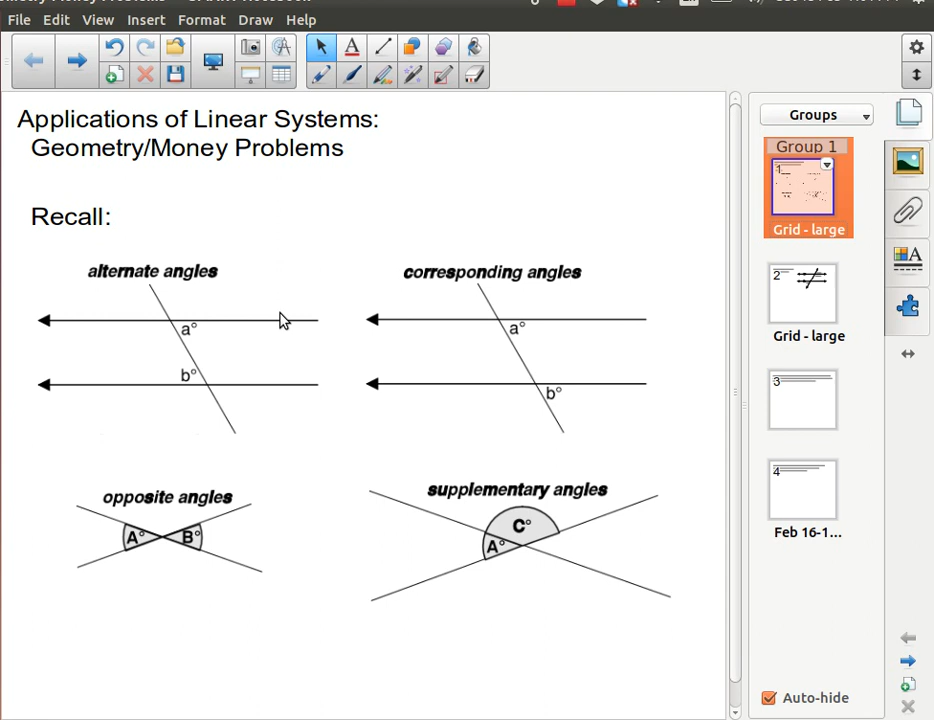 File Edit View Insert Format Draw Help
Applications of Linear Systems:
Geometry/Money Problems
Recall:
alternate angles
corresponding angles
a°
a°
b°
b°
opposite angles
supplementary angles
A°
B°
C°
A°
Groups
Group 1
1
Grid - large
2
Grid - large
3
4
Feb 16-1...
Auto-hide